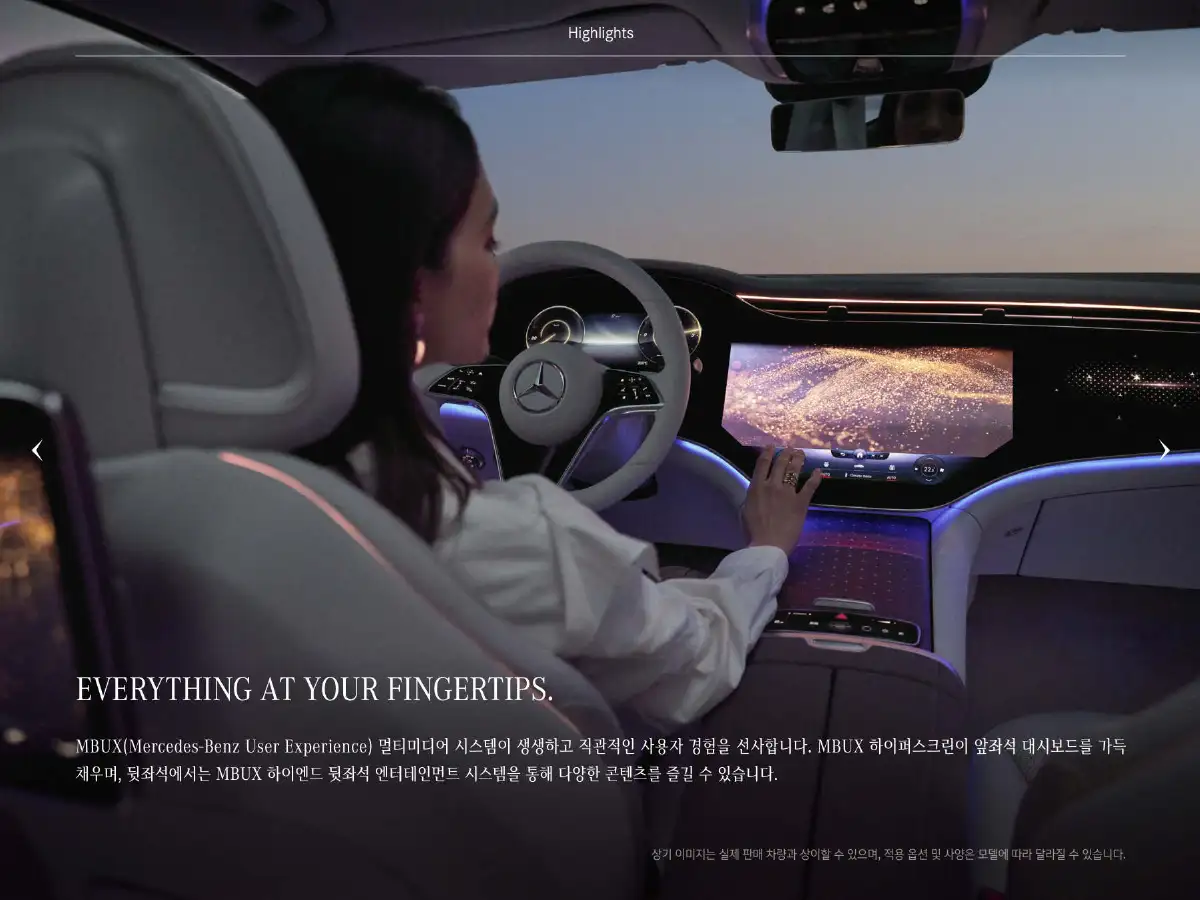 Highlights
EVERYTHING AT YOUR FINGERTIPS.
MBUX(Mercedes-Benz User Experience) 멀티미디어 시스템이 생생하고 직관적인 사용자 경험을 선사합니다. MBUX 하이퍼스크린이 앞좌석 대시보드를 가득
채우며, 뒷좌석에서는 MBUX 하이엔드 뒷좌석 엔터테인먼트 시스템을 통해 다양한 콘텐츠를 즐길 수 있습니다.
상기 이미지는 실제 판매 차량과 상이할 수 있으며, 적용 옵션 및 사양은 모델에 따라 달라질 수 있습니다.